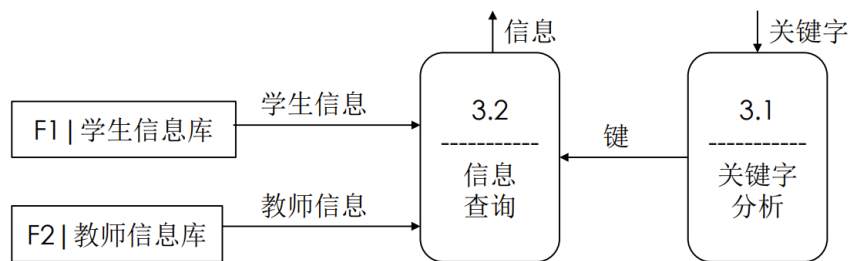 信息
关键字
学生信息
F1 | 学生信息库
3.2
-----------
信息
查询
键
3.1
-----------
关键字
分析
教师信息
F2 | 教师信息库